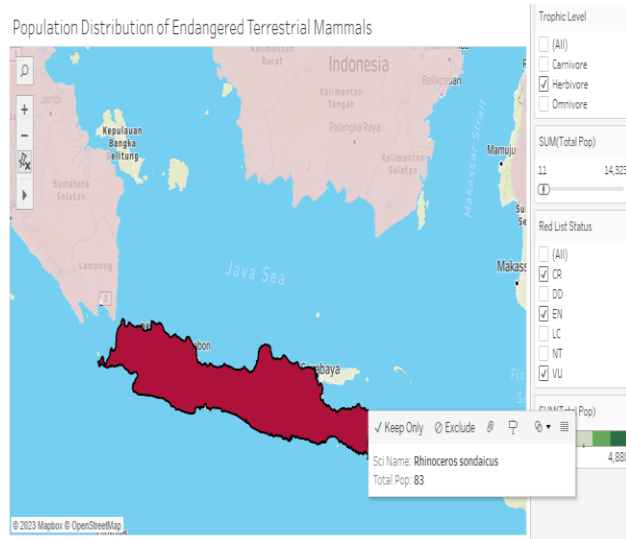 Population Distribution of Endangered Terrestrial Mammals
Kalimantan
Barat
Indonesia
Balikpapan
Jambi
Kalimantan
Tengah
Palangka Raya
Kepulauan
Bangka
Belitung
Kalimantan
Selatan
Makassar Strait
Mamuju
Sumatera
Selatan
Lampung
3
Java Sea
Makass
bon
Surabaya
✓ Keep Only
Exclude
Sci Name: Rhinoceros sondaicus
Total Pop: 83
© 2023 Mapbox © OpenStreetMap
Trophic Level
(All)
Carnivore
Herbivore
Omnivore
SUM(Total Pop)
11 14,323
Red List Status
(All)
CR
DD
EN
LC
NT
VU
SUM(Total Pop)
4,880